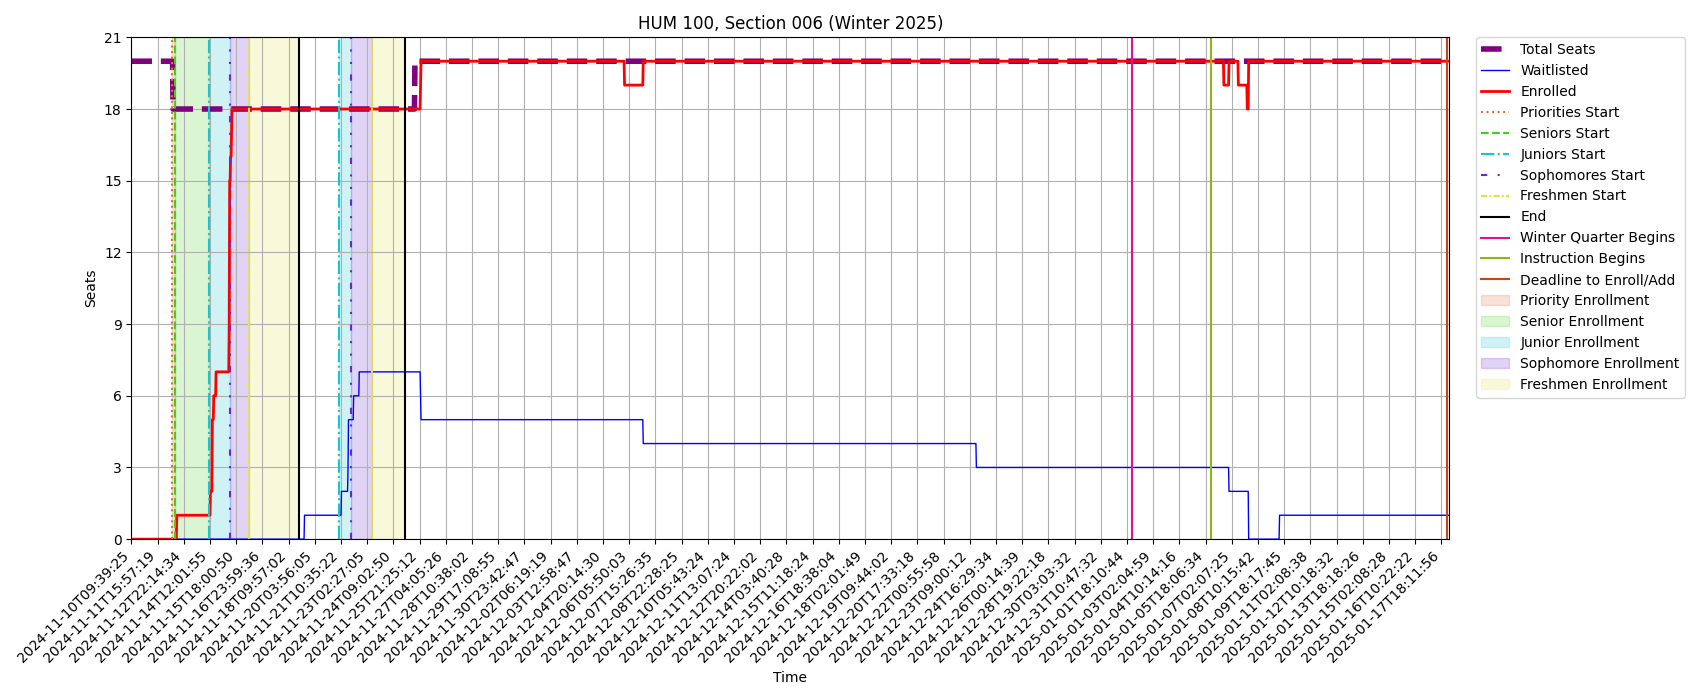 HUM 100, Section 006 (Winter 2025)
21
18
15
12
9
6
3
0
Seats
2024-11-10T09:39:25
2024-11-11T15:57:19
2024-11-12T22:14:34
2024-11-14T12:01:55
2024-11-15T18:00:50
2024-11-16T23:59:36
2024-11-18T09:57:02
2024-11-20T03:56:05
2024-11-21T10:35:22
2024-11-23T02:27:05
2024-11-24T09:02:50
2024-11-25T21:25:12
2024-11-27T04:05:26
2024-11-28T10:38:02
2024-11-29T17:08:55
2024-11-30T23:42:47
2024-12-02T06:19:19
2024-12-03T12:58:47
2024-12-04T20:14:30
2024-12-06T05:50:03
2024-12-07T15:26:35
2024-12-08T22:28:25
2024-12-10T05:43:24
2024-12-11T13:07:24
2024-12-12T20:22:02
2024-12-14T03:40:28
2024-12-15T11:18:24
2024-12-16T18:38:04
2024-12-18T02:01:49
2024-12-19T09:44:02
2024-12-20T17:33:18
2024-12-22T00:55:58
2024-12-23T09:00:12
2024-12-24T16:29:34
2024-12-26T00:14:39
2024-12-28T19:22:18
2024-12-30T03:03:32
2024-12-31T10:47:32
2025-01-01T18:10:44
2025-01-03T02:04:59
2025-01-04T10:14:16
2025-01-05T18:06:34
2025-01-07T02:07:25
2025-01-08T10:15:42
2025-01-09T18:17:45
2025-01-11T02:08:38
2025-01-12T10:18:32
2025-01-13T18:18:26
2025-01-15T02:08:28
2025-01-16T10:22:22
2025-01-17T18:11:56
Time
Total Seats
Waitlisted
Enrolled
Priorities Start
Seniors Start
Juniors Start
Sophomores Start
Freshmen Start
End
Winter Quarter Begins
Instruction Begins
Deadline to Enroll/Add
Priority Enrollment
Senior Enrollment
Junior Enrollment
Sophomore Enrollment
Freshmen Enrollment